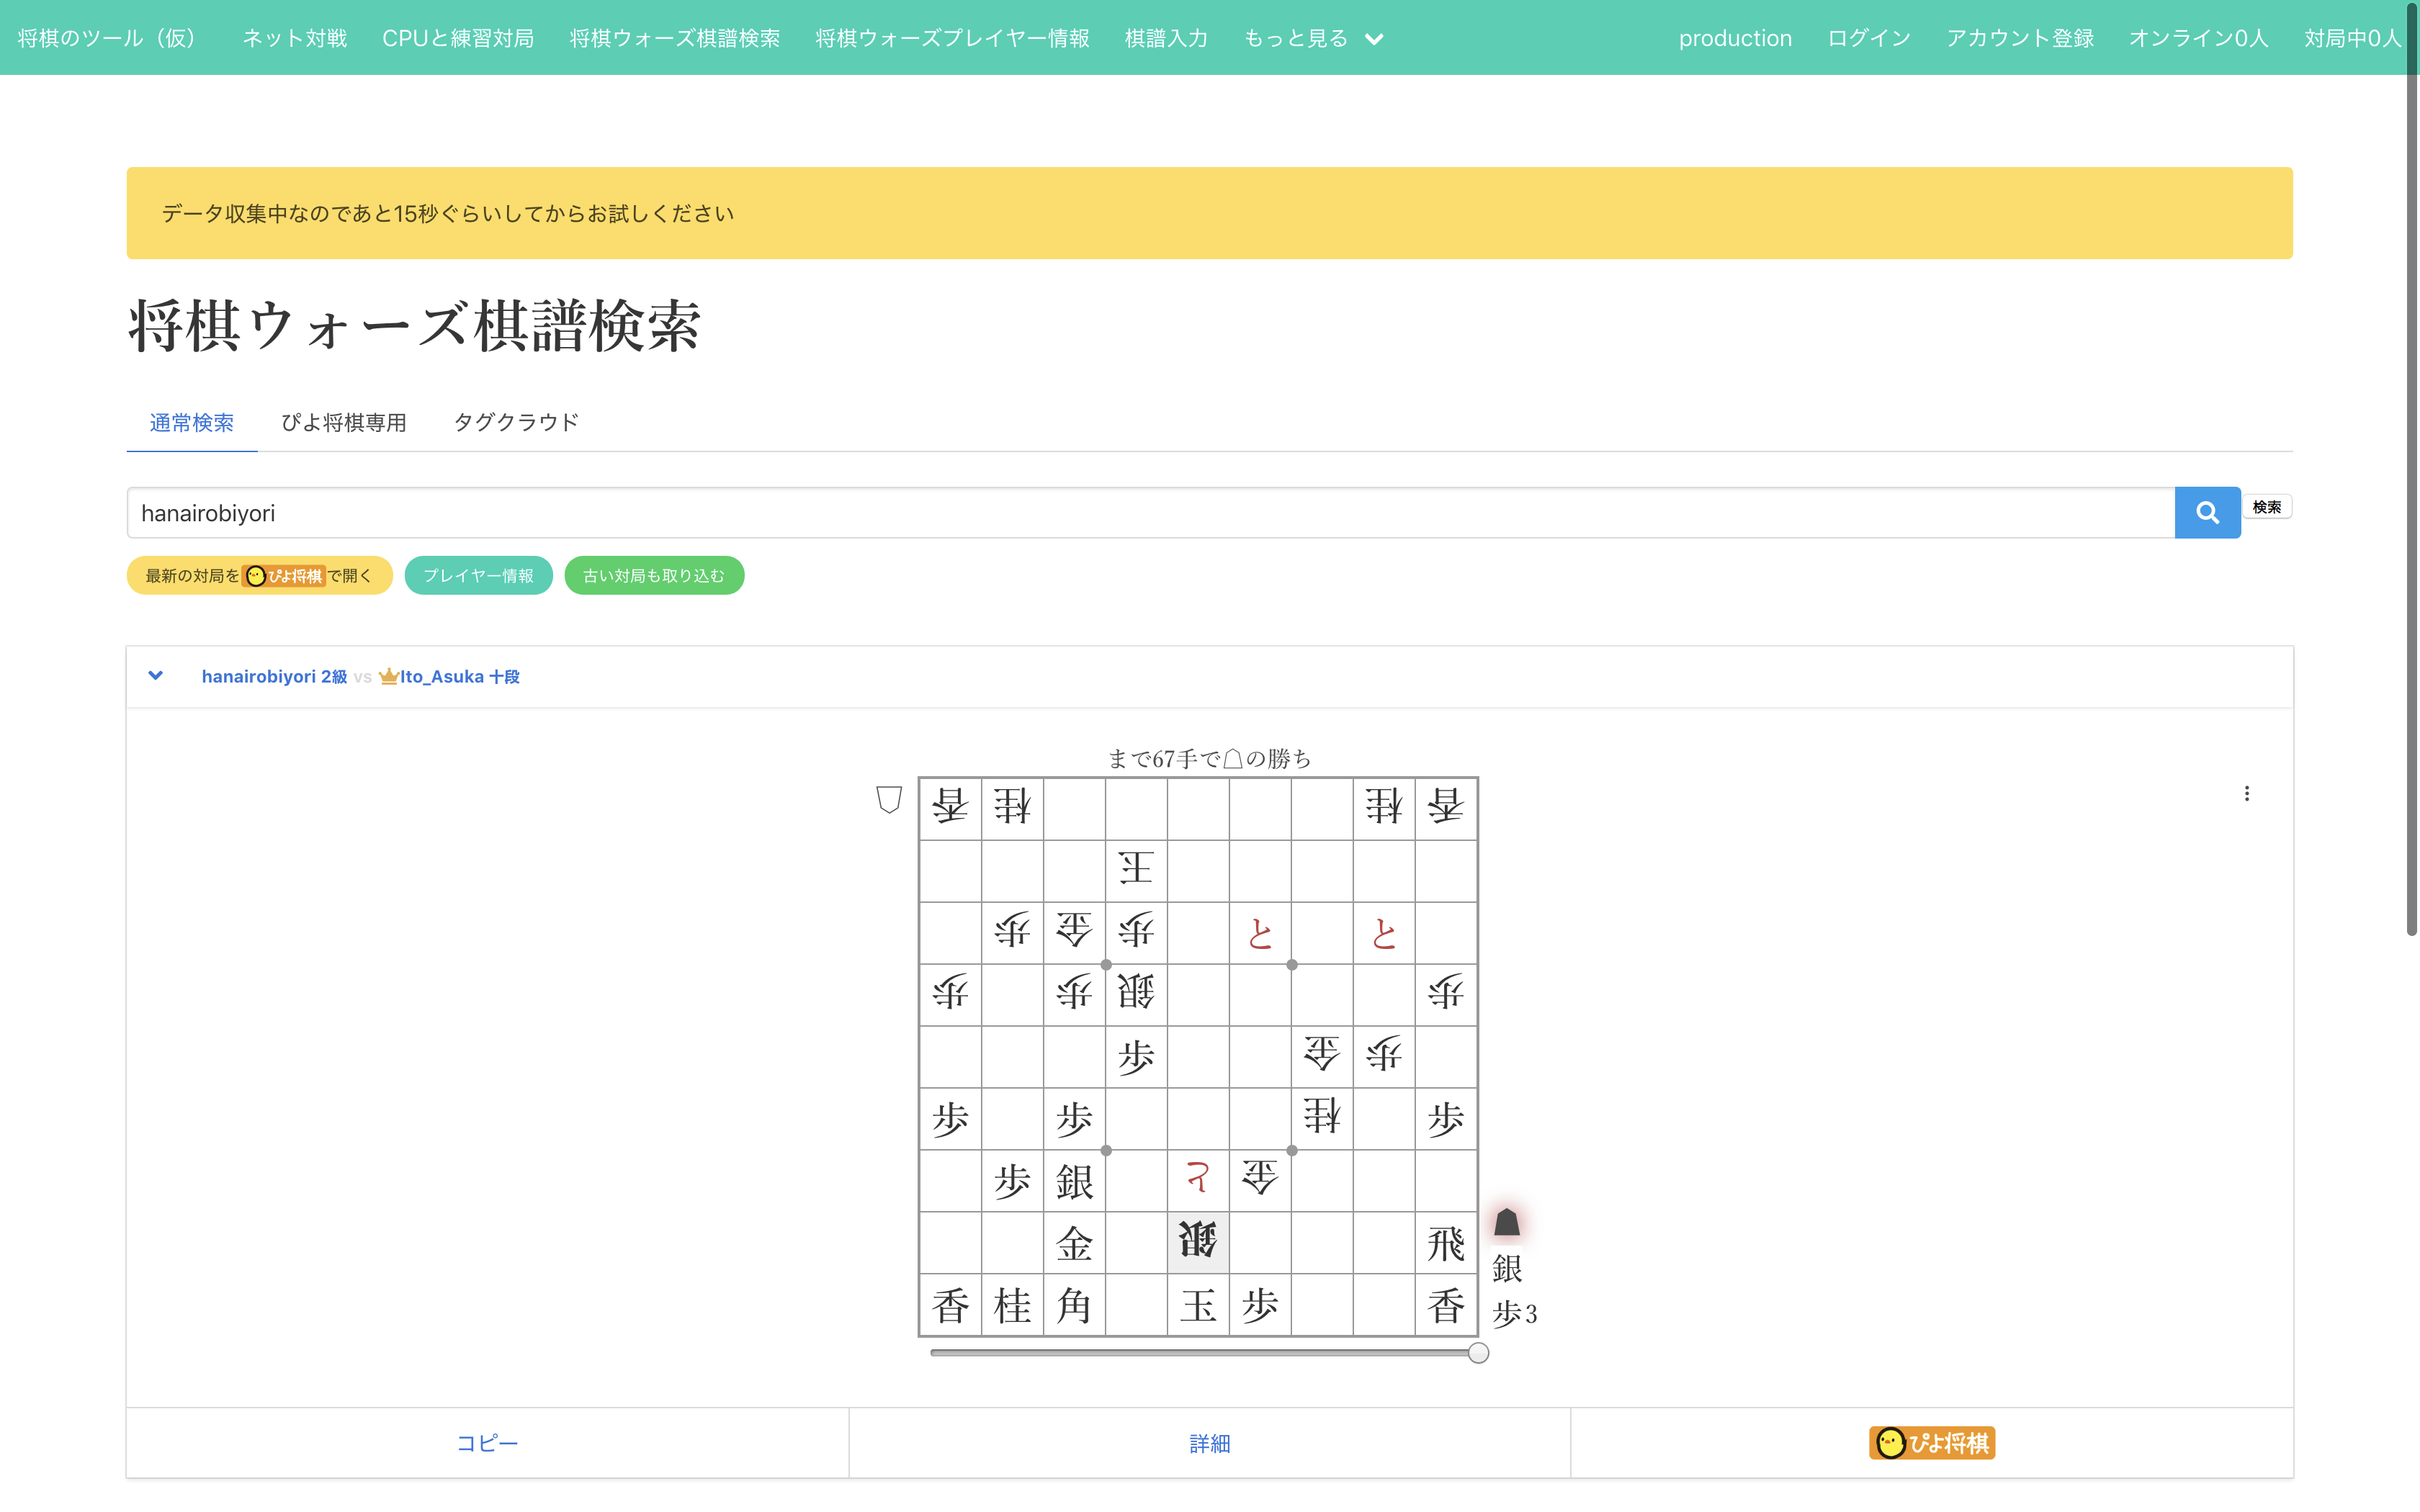 将棋のツール（仮） ネット対戦 CPUと練習対局 将棋ウォーズ棋譜検索 将棋ウォーズプレイヤー情報 棋譜入力 もっと見る production ログイン アカウント登録 オンライン0人 対局中0人
データ収集中なのであと15秒ぐらいしてからお試しください
将棋ウォーズ棋譜検索
通常検索 ぴよ将棋専用 タグクラウド
hanairobiyori 検索
最新の対局をぴよ将棋で開く プレイヤー情報 古い対局も取り込む
hanairobiyori 2級 vs Ito_Asuka 十段
まで67手で☖の勝ち
香 桂 桂 香
王
歩 金 歩 と と
歩 歩 銀 歩
歩 金 歩
歩 歩 桂 歩
歩 銀 と 金
金 銀 飛
香 桂 角 玉 歩 香
銀
歩3
コピー 詳細 ぴよ将棋